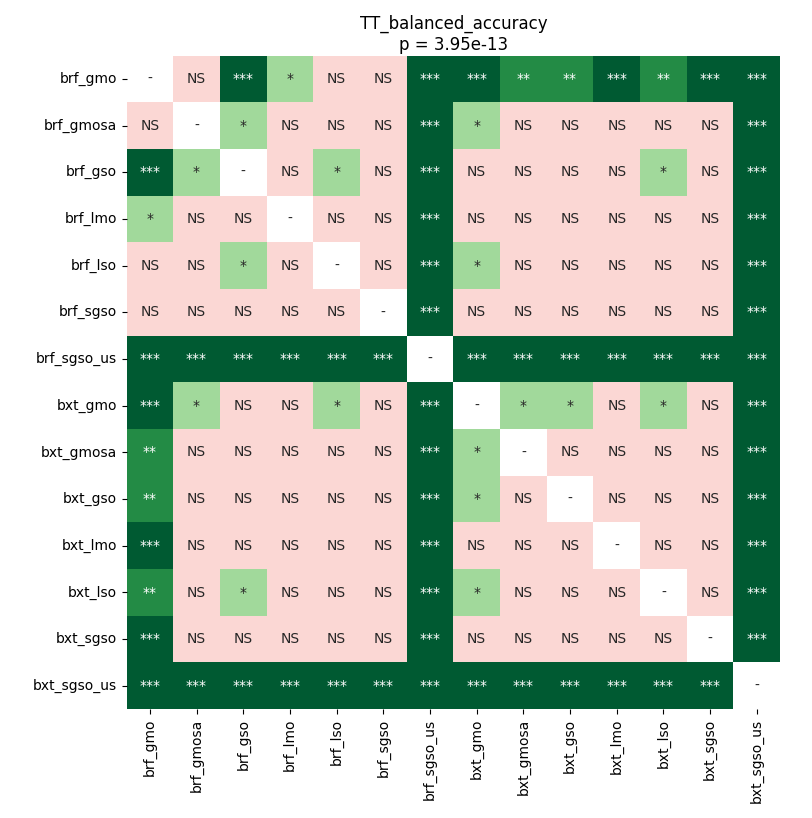 TT_balanced_accuracy
p = 3.95e-13
brf_gmo - NS *** * NS NS *** *** ** ** *** ** *** ***
brf_gmosa NS - * NS NS NS *** * NS NS NS NS NS ***
brf_gso *** * - NS * NS *** NS NS NS NS * NS ***
brf_lmo * NS NS - NS NS *** NS NS NS NS NS NS ***
brf_lso NS NS * NS - NS *** * NS NS NS NS NS ***
brf_sgso NS NS NS NS NS - *** NS NS NS NS NS NS ***
brf_sgso_us *** *** *** *** *** *** - *** *** *** *** *** *** ***
bxt_gmo *** * NS NS * NS *** - * * NS * NS ***
bxt_gmosa ** NS NS NS NS NS *** * - NS NS NS NS ***
bxt_gso ** NS NS NS NS NS *** * NS - NS NS NS ***
bxt_lmo *** NS NS NS NS NS *** NS NS NS - NS NS ***
bxt_lso ** NS * NS NS NS *** * NS NS NS - NS ***
bxt_sgso *** NS NS NS NS NS *** NS NS NS NS NS - ***
bxt_sgso_us *** *** *** *** *** *** *** *** *** *** *** *** *** -
brf_gmo
brf_gmosa
brf_gso
brf_lmo
brf_lso
brf_sgso
brf_sgso_us
bxt_gmo
bxt_gmosa
bxt_gso
bxt_lmo
bxt_lso
bxt_sgso
bxt_sgso_us